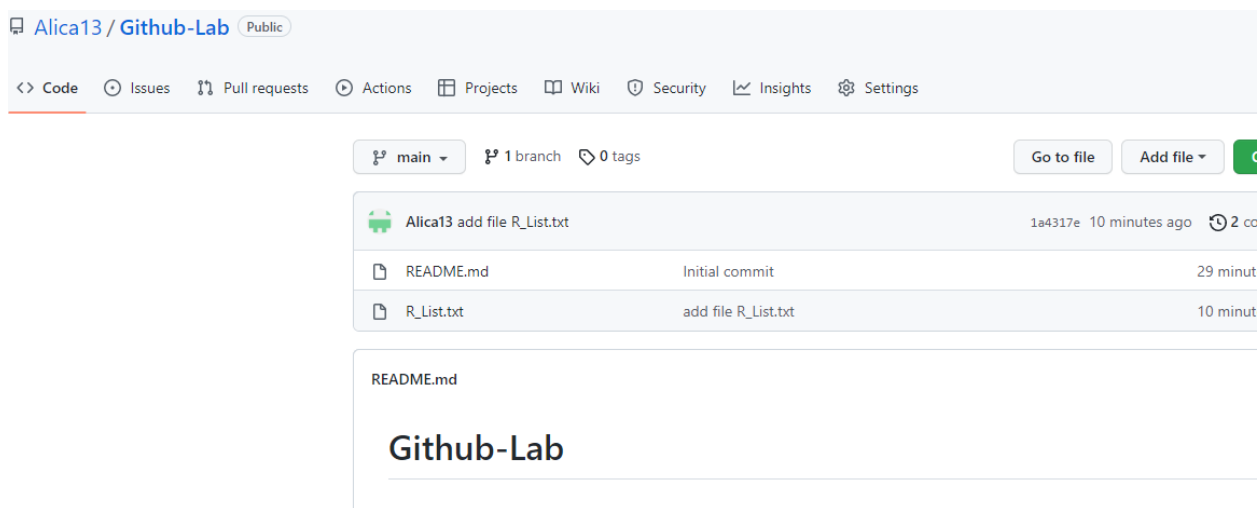 Alica13 / Github-Lab Public
Code Issues Pull requests Actions Projects Wiki Security Insights Settings
main 1 branch 0 tags Go to file Add file
Alica13 add file R_List.txt 1a4317e 10 minutes ago 2
README.md Initial commit 29
R_List.txt add file R_List.txt 10
README.md
Github-Lab